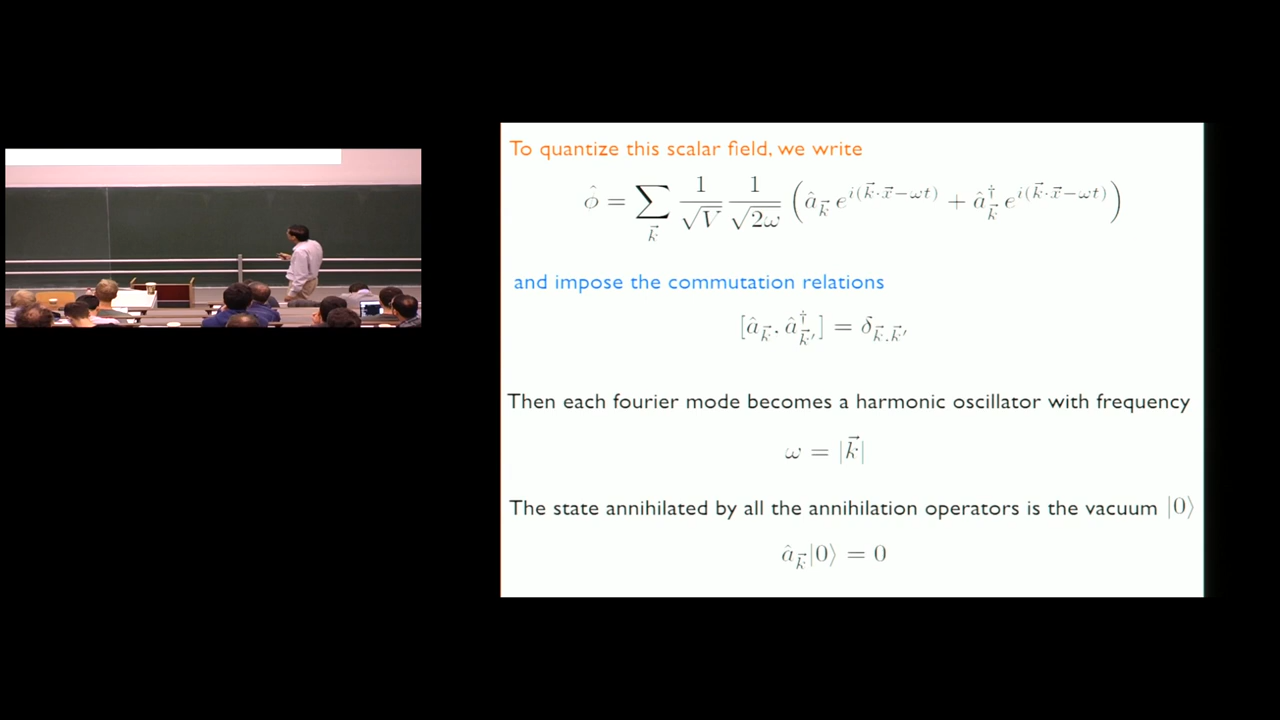 To quantize this scalar field, we write
$\hat{\phi} = \sum_{\vec{k}} \frac{1}{\sqrt{V}} \frac{1}{\sqrt{2\omega}} \left( \hat{a}_{\vec{k}} \, e^{i(\vec{k}\cdot\vec{x}-\omega t)} + \hat{a}^{\dagger}_{\vec{k}} \, e^{i(\vec{k}\cdot\vec{x}-\omega t)} \right)$
and impose the commutation relations
$[\hat{a}_{\vec{k}}. \hat{a}^{\dagger}_{\vec{k}'}] = \delta_{\vec{k}.\vec{k}'}$
Then each fourier mode becomes a harmonic oscillator with frequency
$\omega = |\vec{k}|$
The state annihilated by all the annihilation operators is the vacuum $|0\rangle$
$\hat{a}_{\vec{k}}|0\rangle = 0$